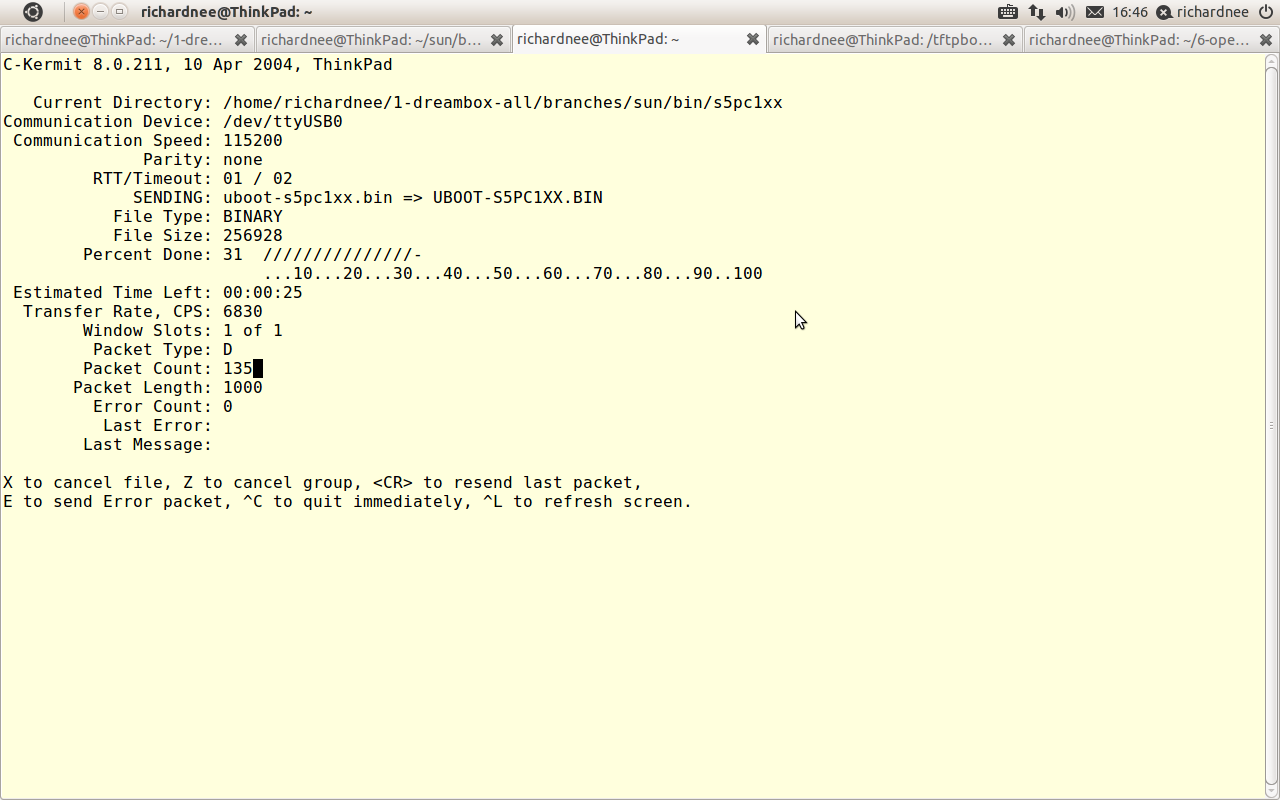 richardnee@ThinkPad: ~ 16:46 richardnee
richardnee@ThinkPad: ~/1-dre... richardnee@ThinkPad: ~/sun/b... richardnee@ThinkPad: ~ richardnee@ThinkPad: /tftpbo... richardnee@ThinkPad: ~/6-ope...
C-Kermit 8.0.211, 10 Apr 2004, ThinkPad
Current Directory: /home/richardnee/1-dreambox-all/branches/sun/bin/s5pc1xx
Communication Device: /dev/ttyUSB0
Communication Speed: 115200
Parity: none
RTT/Timeout: 01 / 02
SENDING: uboot-s5pc1xx.bin => UBOOT-S5PC1XX.BIN
File Type: BINARY
File Size: 256928
Percent Done: 31 ///////////////-
...10...20...30...40...50...60...70...80...90..100
Estimated Time Left: 00:00:25
Transfer Rate, CPS: 6830
Window Slots: 1 of 1
Packet Type: D
Packet Count: 135
Packet Length: 1000
Error Count: 0
Last Error:
Last Message:
X to cancel file, Z to cancel group, <CR> to resend last packet,
E to send Error packet, ^C to quit immediately, ^L to refresh screen.